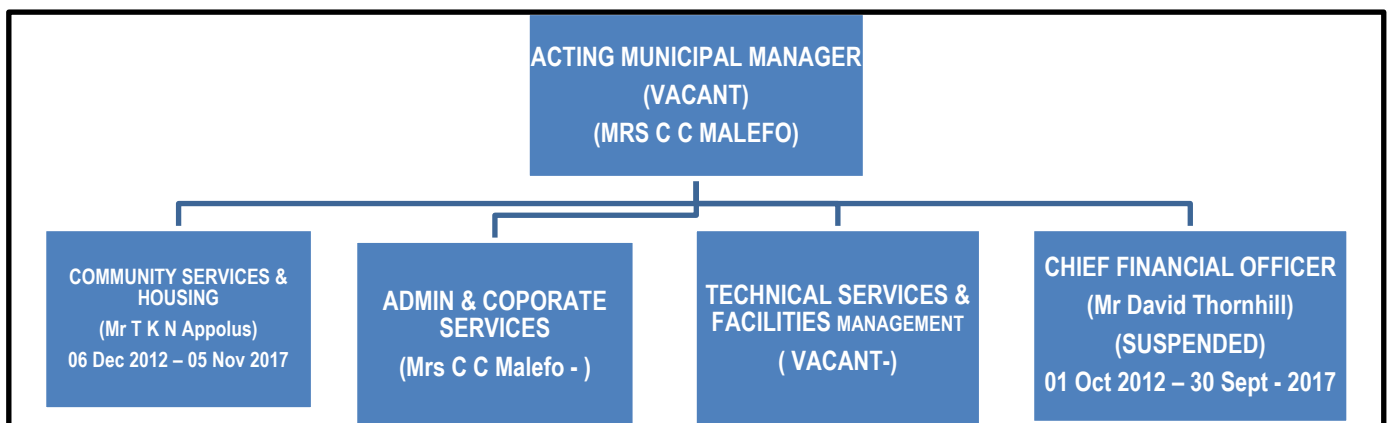 ACTING MUNICIPAL MANAGER
(VACANT)
(MRS C C MALEFO)
COMMUNITY SERVICES &
HOUSING
(Mr T K N Appolus)
06 Dec 2012 – 05 Nov 2017
ADMIN & COPORATE
SERVICES
(Mrs C C Malefo - )
TECHNICAL SERVICES &
FACILITIES MANAGEMENT
( VACANT-)
CHIEF FINANCIAL OFFICER
(Mr David Thornhill)
(SUSPENDED)
01 Oct 2012 – 30 Sept - 2017